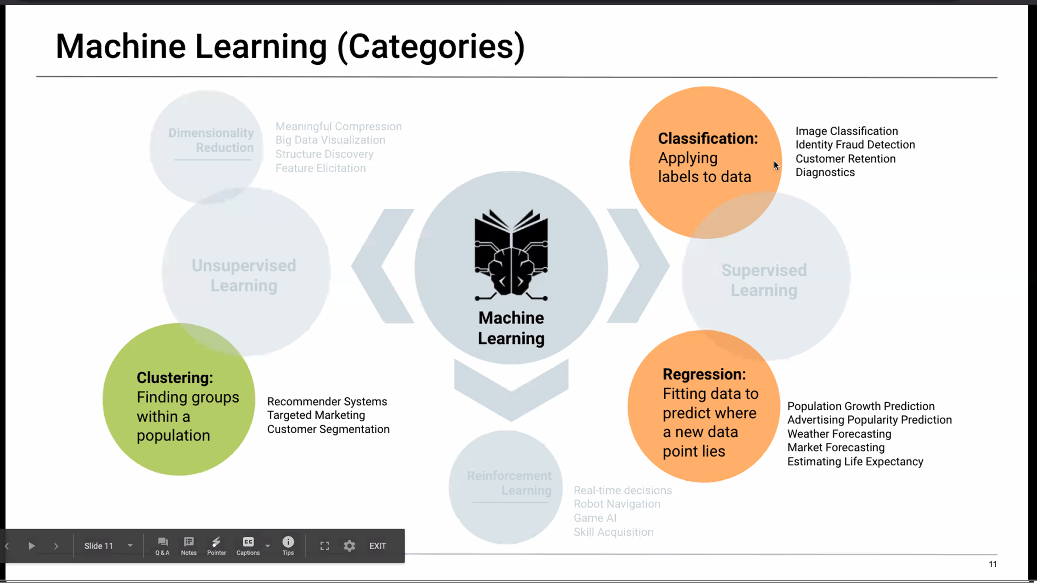 Machine Learning (Categories)
Dimensionality
Reduction
Meaningful Compression
Big Data Visualization
Structure Discovery
Feature Elicitation
Classification:
Applying
labels to data
Image Classification
Identity Fraud Detection
Customer Retention
Diagnostics
Unsupervised
Learning
Machine
Learning
Supervised
Learning
Clustering:
Finding groups
within a
population
Recommender Systems
Targeted Marketing
Customer Segmentation
Regression:
Fitting data to
predict where
a new data
point lies
Population Growth Prediction
Advertising Popularity Prediction
Weather Forecasting
Market Forecasting
Estimating Life Expectancy
Reinforcement
Learning
Real-time decisions
Robot Navigation
Game AI
Skill Acquisition
Slide 11
Q & A
Notes
Pointer
CC
Captions
Tips
EXIT
11